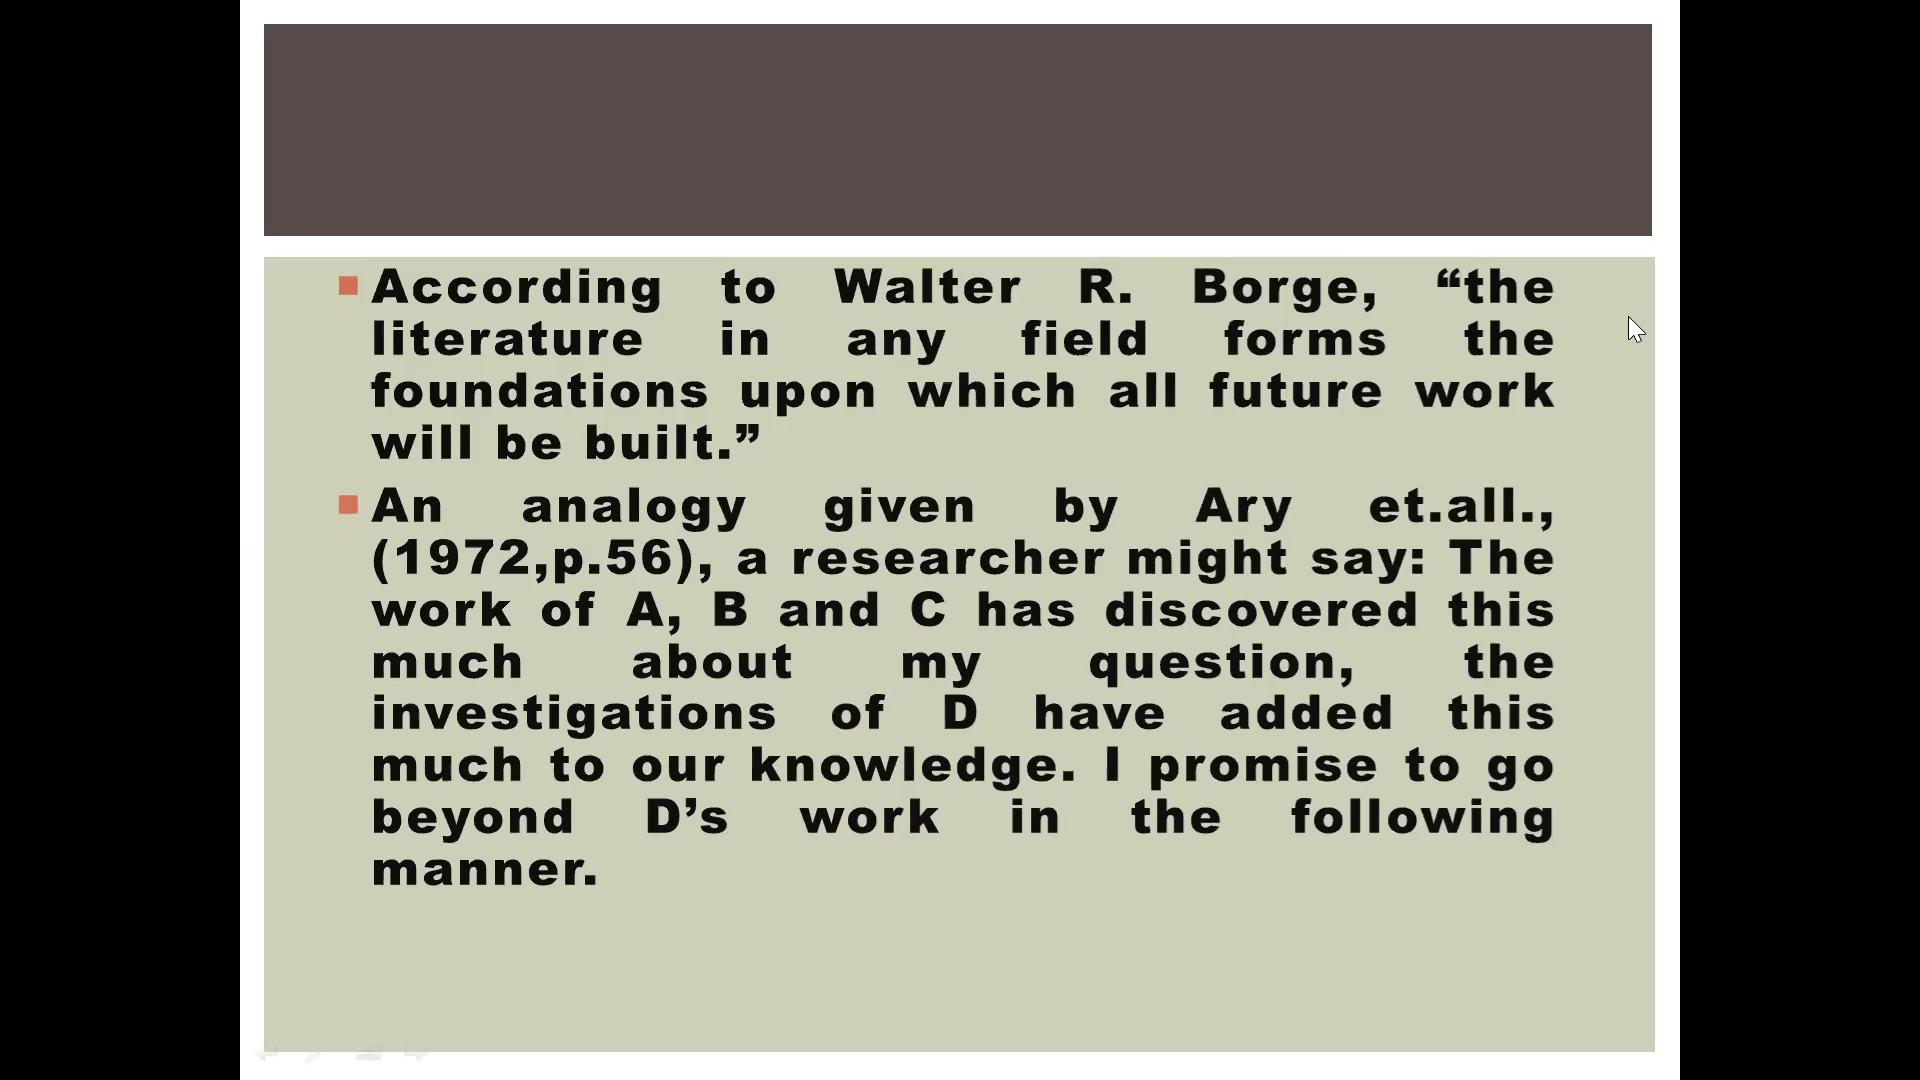 According to Walter R. Borge, “the
literature in any field forms the
foundations upon which all future work
will be built.”
An analogy given by Ary et.all.,
(1972,p.56), a researcher might say: The
work of A, B and C has discovered this
much about my question, the
investigations of D have added this
much to our knowledge. I promise to go
beyond D’s work in the following
manner.